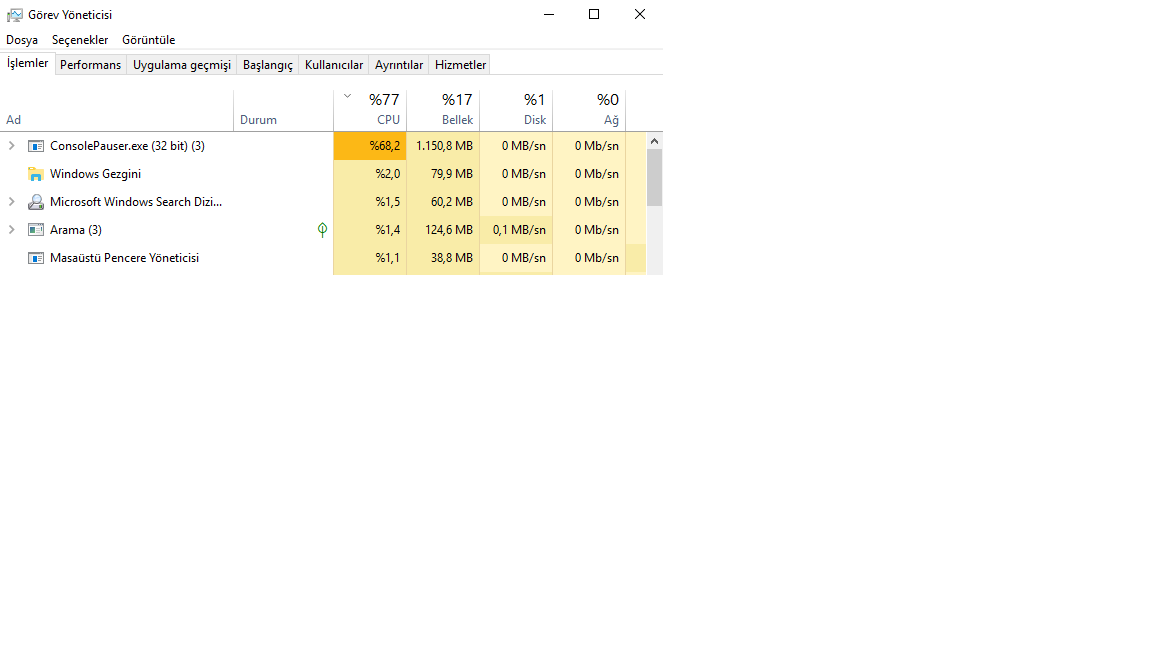 Görev Yöneticisi
Dosya Seçenekler Görüntüle
İşlemler Performans Uygulama geçmişi Başlangıç Kullanıcılar Ayrıntılar Hizmetler
%77 %17 %1 %0
Ad Durum CPU Bellek Disk Ağ
ConsolePauser.exe (32 bit) (3) %68,2 1.150,8 MB 0 MB/sn 0 Mb/sn
Windows Gezgini %2,0 79,9 MB 0 MB/sn 0 Mb/sn
Microsoft Windows Search Dizi... %1,5 60,2 MB 0 MB/sn 0 Mb/sn
Arama (3) %1,4 124,6 MB 0,1 MB/sn 0 Mb/sn
Masaüstü Pencere Yöneticisi %1,1 38,8 MB 0 MB/sn 0 Mb/sn